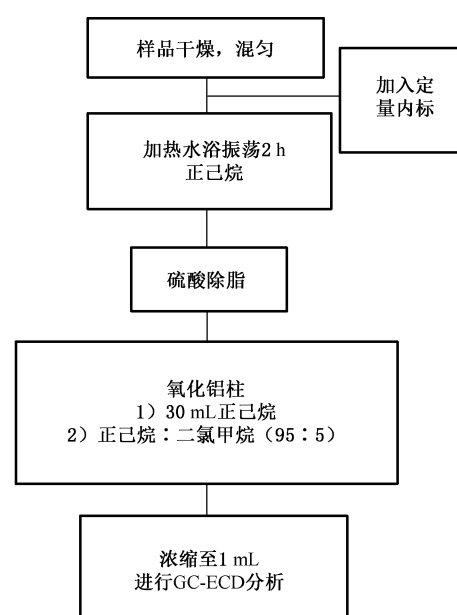 样品干燥，混匀
加入定
量内标
加热水浴振荡2 h
正己烷
硫酸除脂
氧化铝柱
1）30 mL正己烷
2）正己烷：二氯甲烷（95：5）
浓缩至1 mL
进行GC-ECD分析